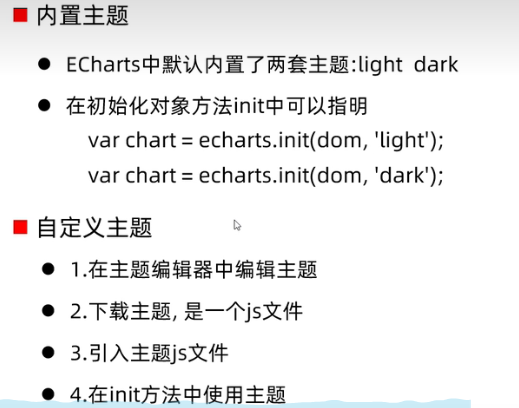 内置主题
ECharts中默认内置了两套主题:light dark
在初始化对象方法init中可以指明
var chart = echarts.init(dom, 'light');
var chart = echarts.init(dom, 'dark');
自定义主题
1.在主题编辑器中编辑主题
2.下载主题, 是一个js文件
3.引入主题js文件
4.在init方法中使用主题